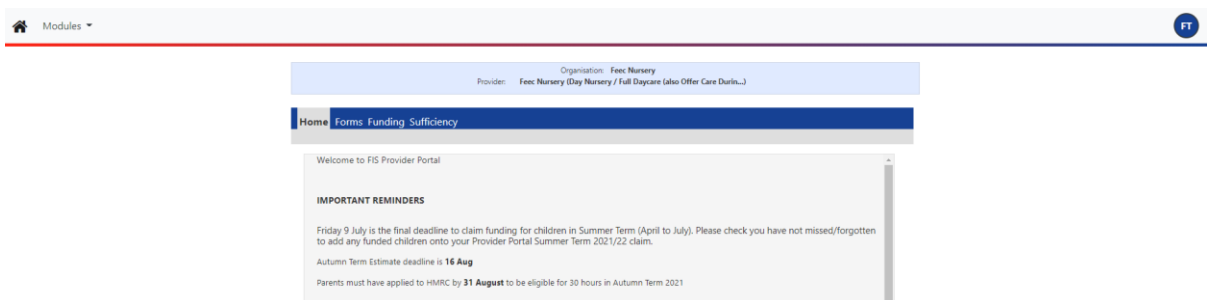 Modules
FT
Organisation: Feec Nursery
Provider: Feec Nursery (Day Nursery / Full Daycare (also Offer Care Durin...)
Home Forms Funding Sufficiency
Welcome to FIS Provider Portal
IMPORTANT REMINDERS
Friday 9 July is the final deadline to claim funding for children in Summer Term (April to July). Please check you have not missed/forgotten
to add any funded children onto your Provider Portal Summer Term 2021/22 claim.
Autumn Term Estimate deadline is 16 Aug
Parents must have applied to HMRC by 31 August to be eligible for 30 hours in Autumn Term 2021